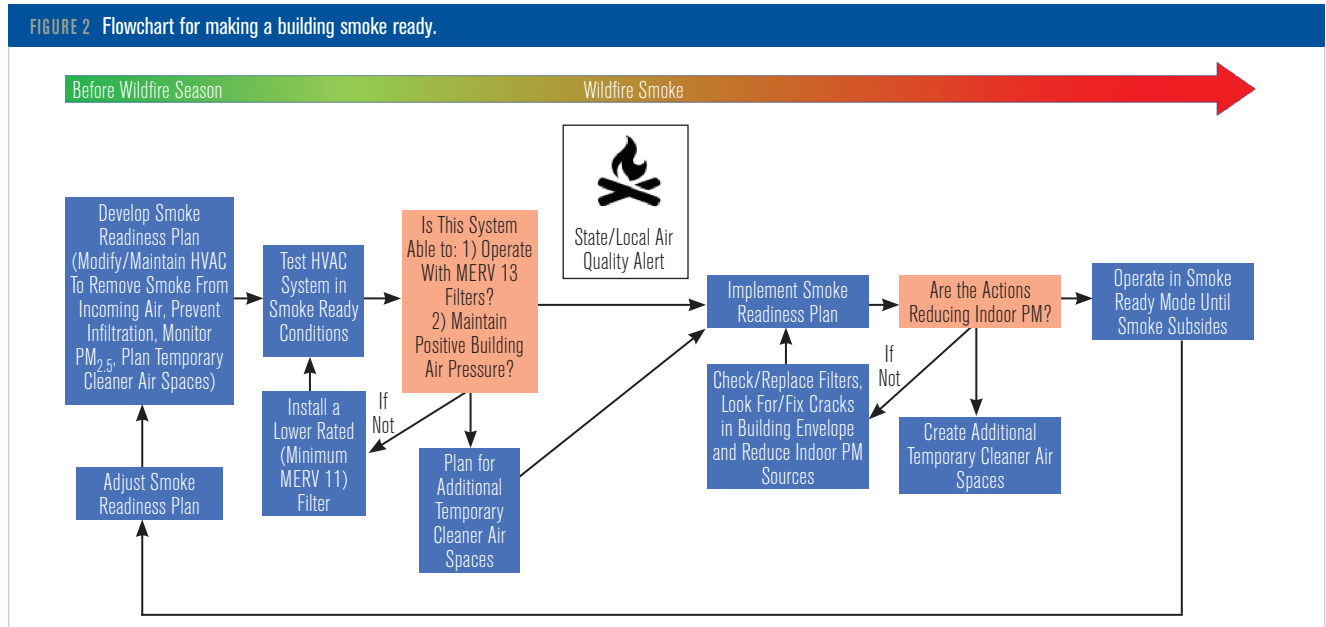 FIGURE 2 Flowchart for making a building smoke ready.
Before Wildfire Season
Wildfire Smoke
State/Local Air
Quality Alert
Develop Smoke
Readiness Plan
(Modify/Maintain HVAC
To Remove Smoke From
Incoming Air, Prevent
Infiltration, Monitor
PM2.5, Plan Temporary
Cleaner Air Spaces)
Test HVAC
System in
Smoke Ready
Conditions
Is This System
Able to: 1) Operate
With MERV 13
Filters?
2) Maintain
Positive Building
Air Pressure?
Implement Smoke
Readiness Plan
Are the Actions
Reducing Indoor PM?
Operate in Smoke
Ready Mode Until
Smoke Subsides
Adjust Smoke
Readiness Plan
Install a
Lower Rated
(Minimum
MERV 11)
Filter
If
Not
Plan for
Additional
Temporary
Cleaner Air
Spaces
Check/Replace Filters,
Look For/Fix Cracks
in Building Envelope
and Reduce Indoor PM
Sources
If
Not
Create Additional
Temporary Cleaner Air
Spaces